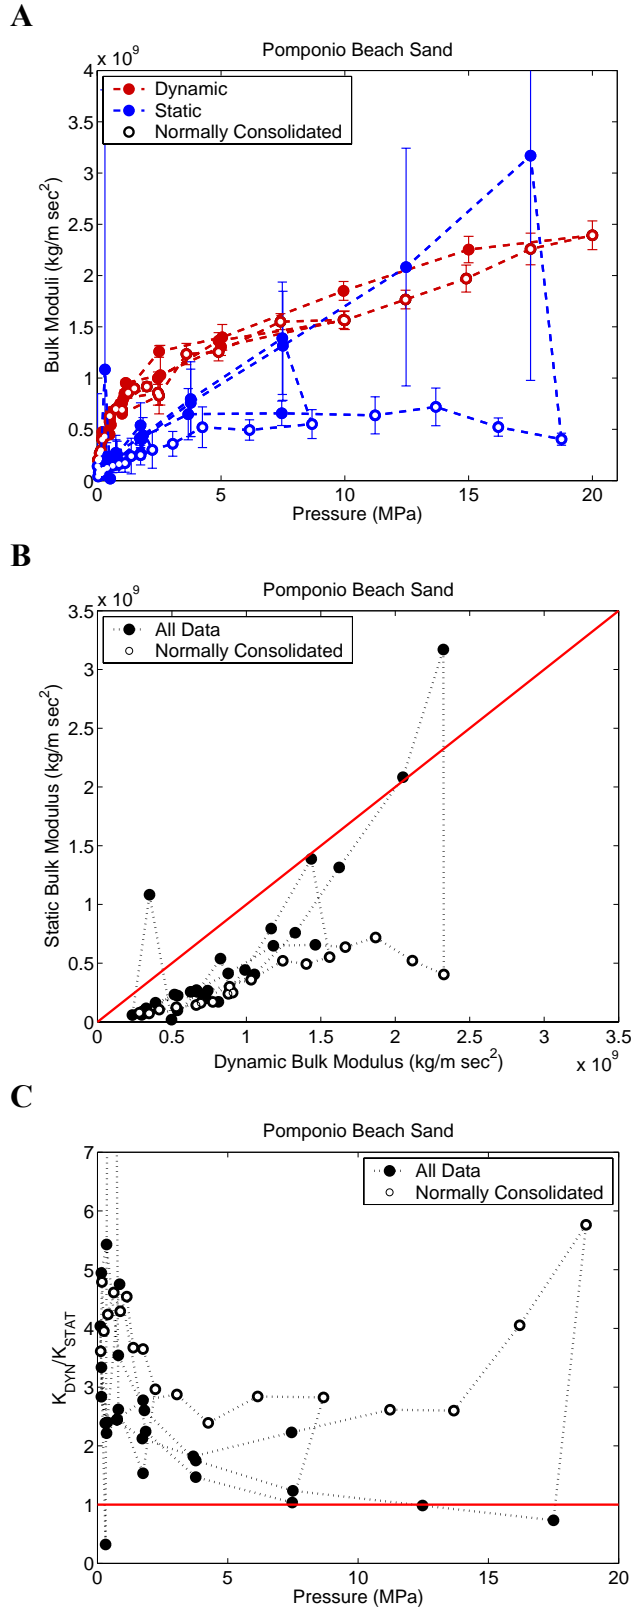 A
Pomponio Beach Sand
x 10^9
4
3.5
3
2.5
2
1.5
1
0.5
0
Bulk Moduli (kg/m sec^2)
Dynamic
Static
Normally Consolidated
0 5 10 15 20
Pressure (MPa)
B
Pomponio Beach Sand
x 10^9
3.5
3
2.5
2
1.5
1
0.5
0
Static Bulk Modulus (kg/m sec^2)
All Data
Normally Consolidated
0 0.5 1 1.5 2 2.5 3 3.5
Dynamic Bulk Modulus (kg/m sec^2)
x 10^9
C
Pomponio Beach Sand
7
6
5
4
3
2
1
0
K_DYN/K_STAT
All Data
Normally Consolidated
0 5 10 15 20
Pressure (MPa)